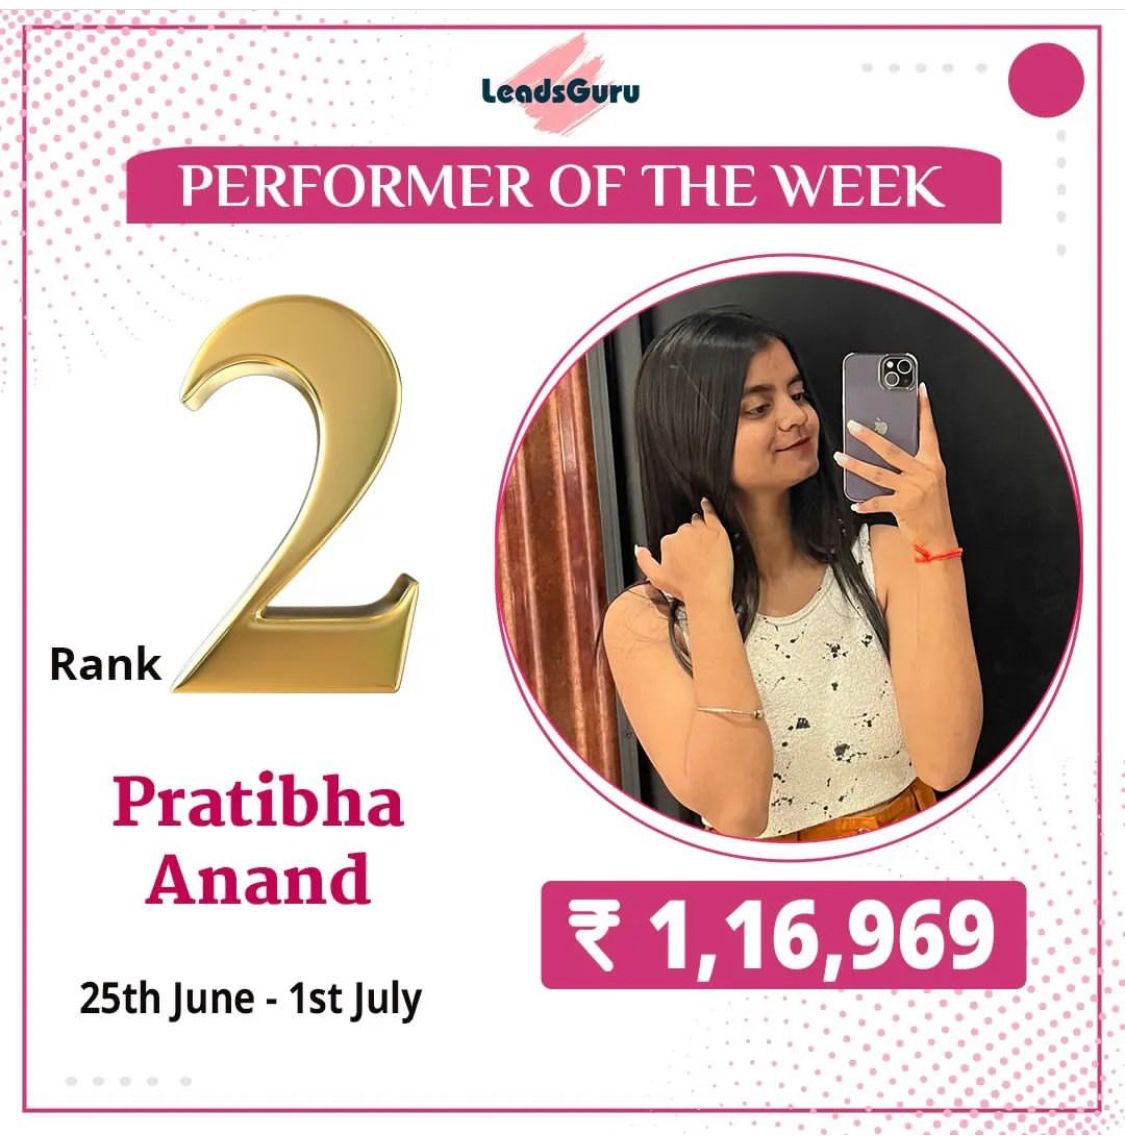 LeadsGuru
PERFORMER OF THE WEEK
2
Rank
Pratibha
Anand
₹ 1,16,969
25th June - 1st July